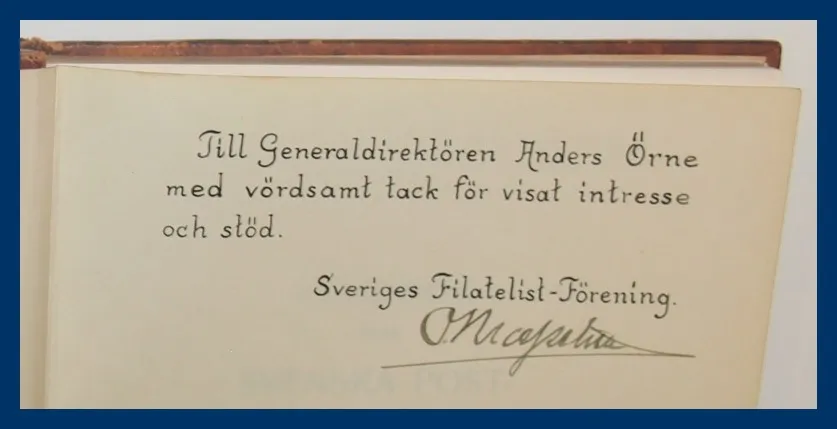 Till Generaldirektören Anders Örne
med vördsamt tack för visat intresse
och stöd.
Sveriges Filatelist-Förening.